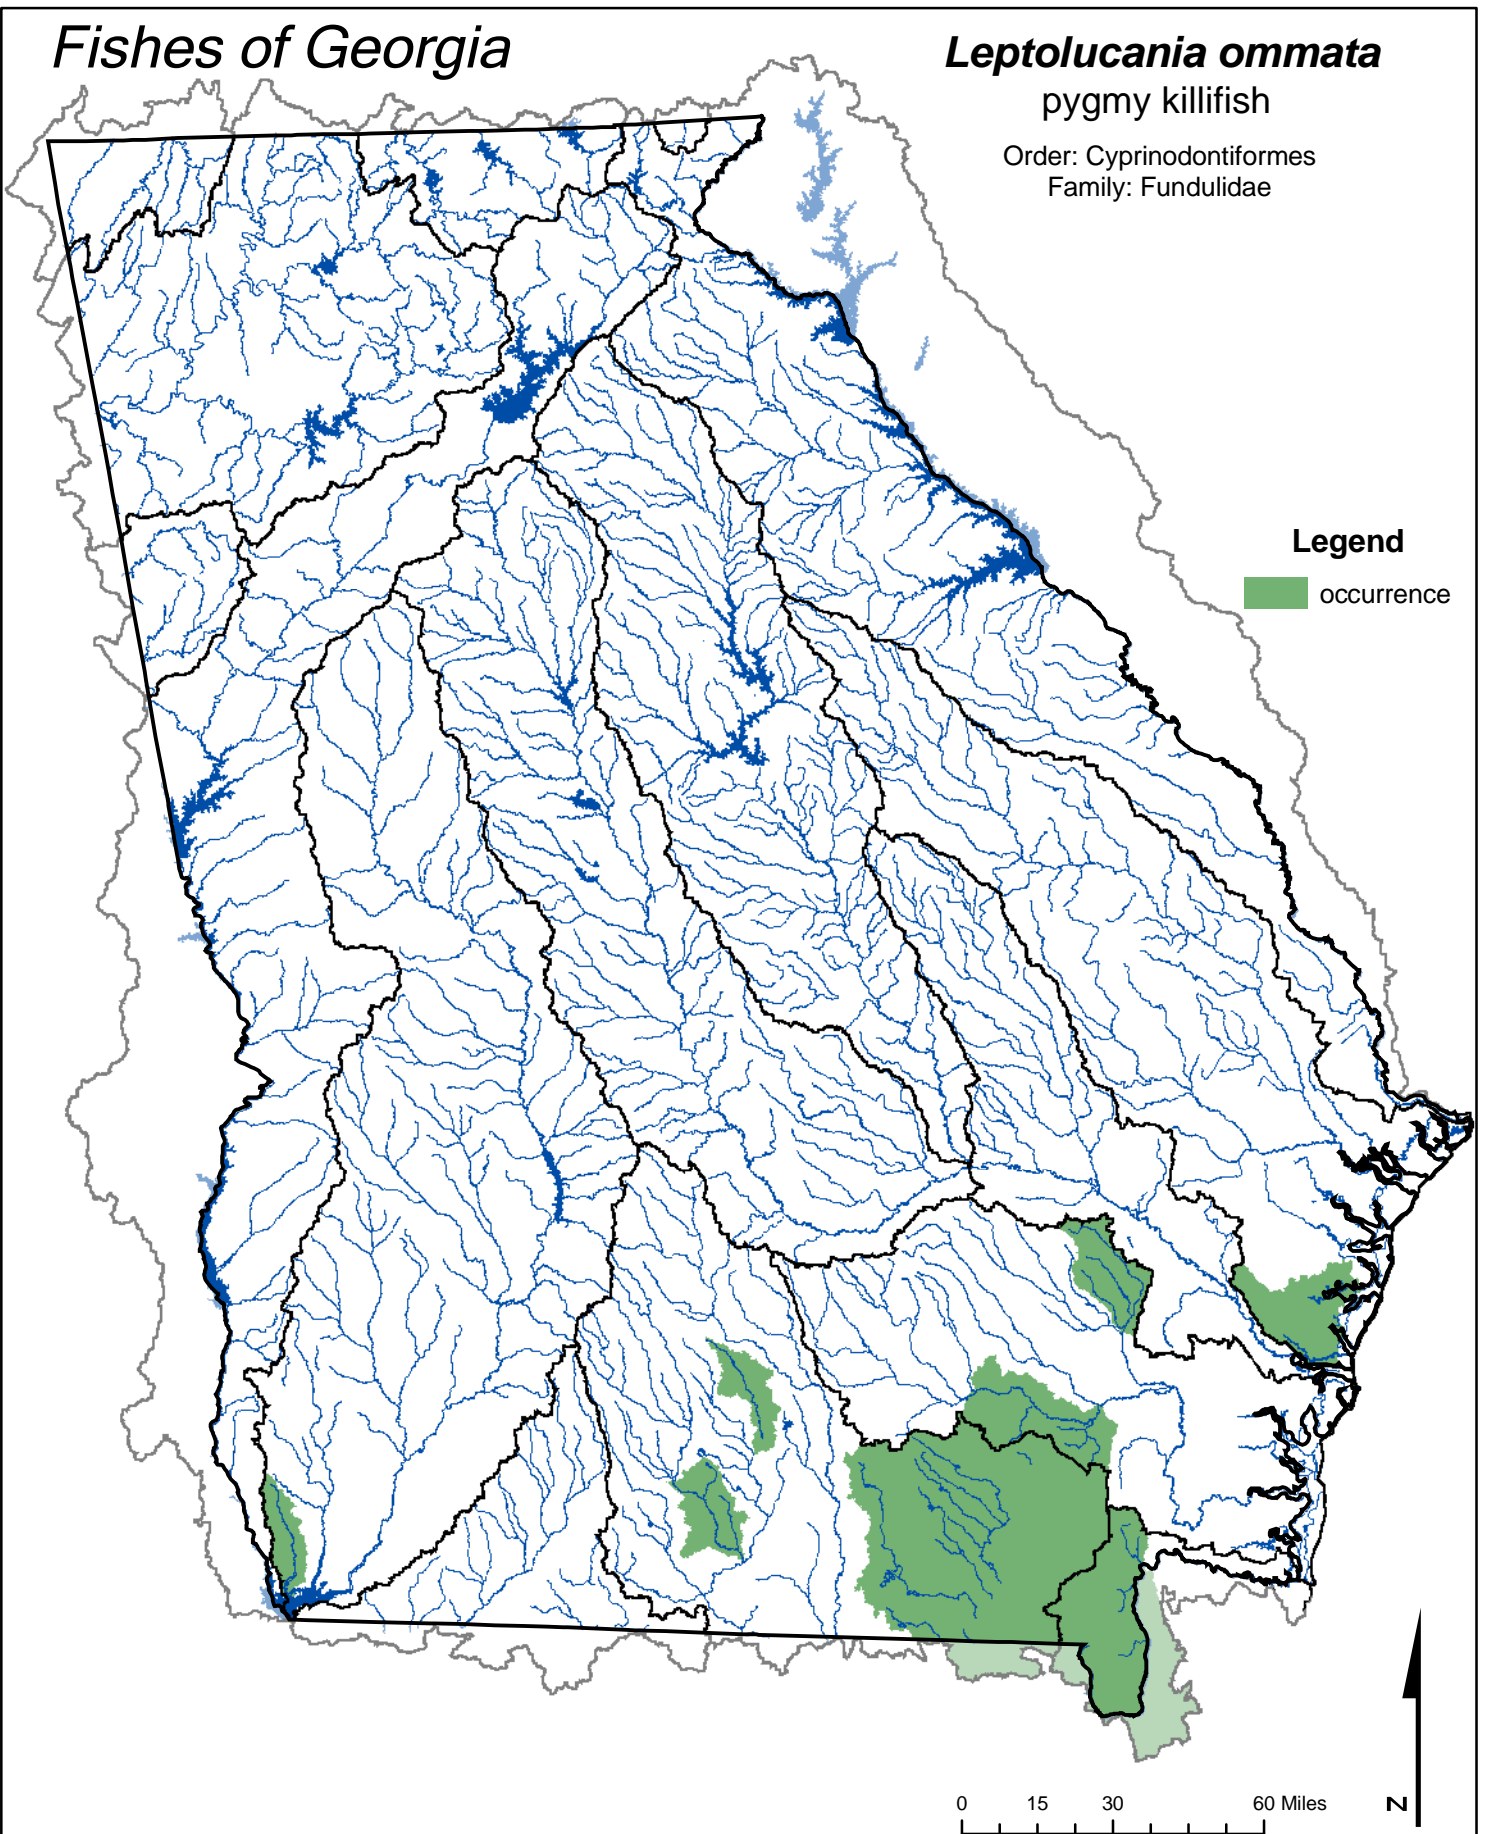 Fishes of Georgia
Leptolucania ommata
pygmy killifish
Order: Cyprinodontiformes
Family: Fundulidae
Legend
occurrence
0 15 30 60 Miles
N